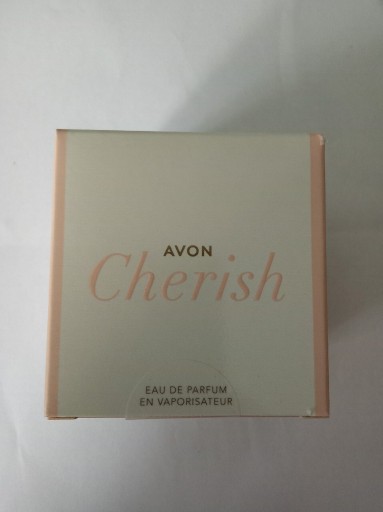 AVON
Cherish
EAU DE PARFUM
EN VAPORISATEUR